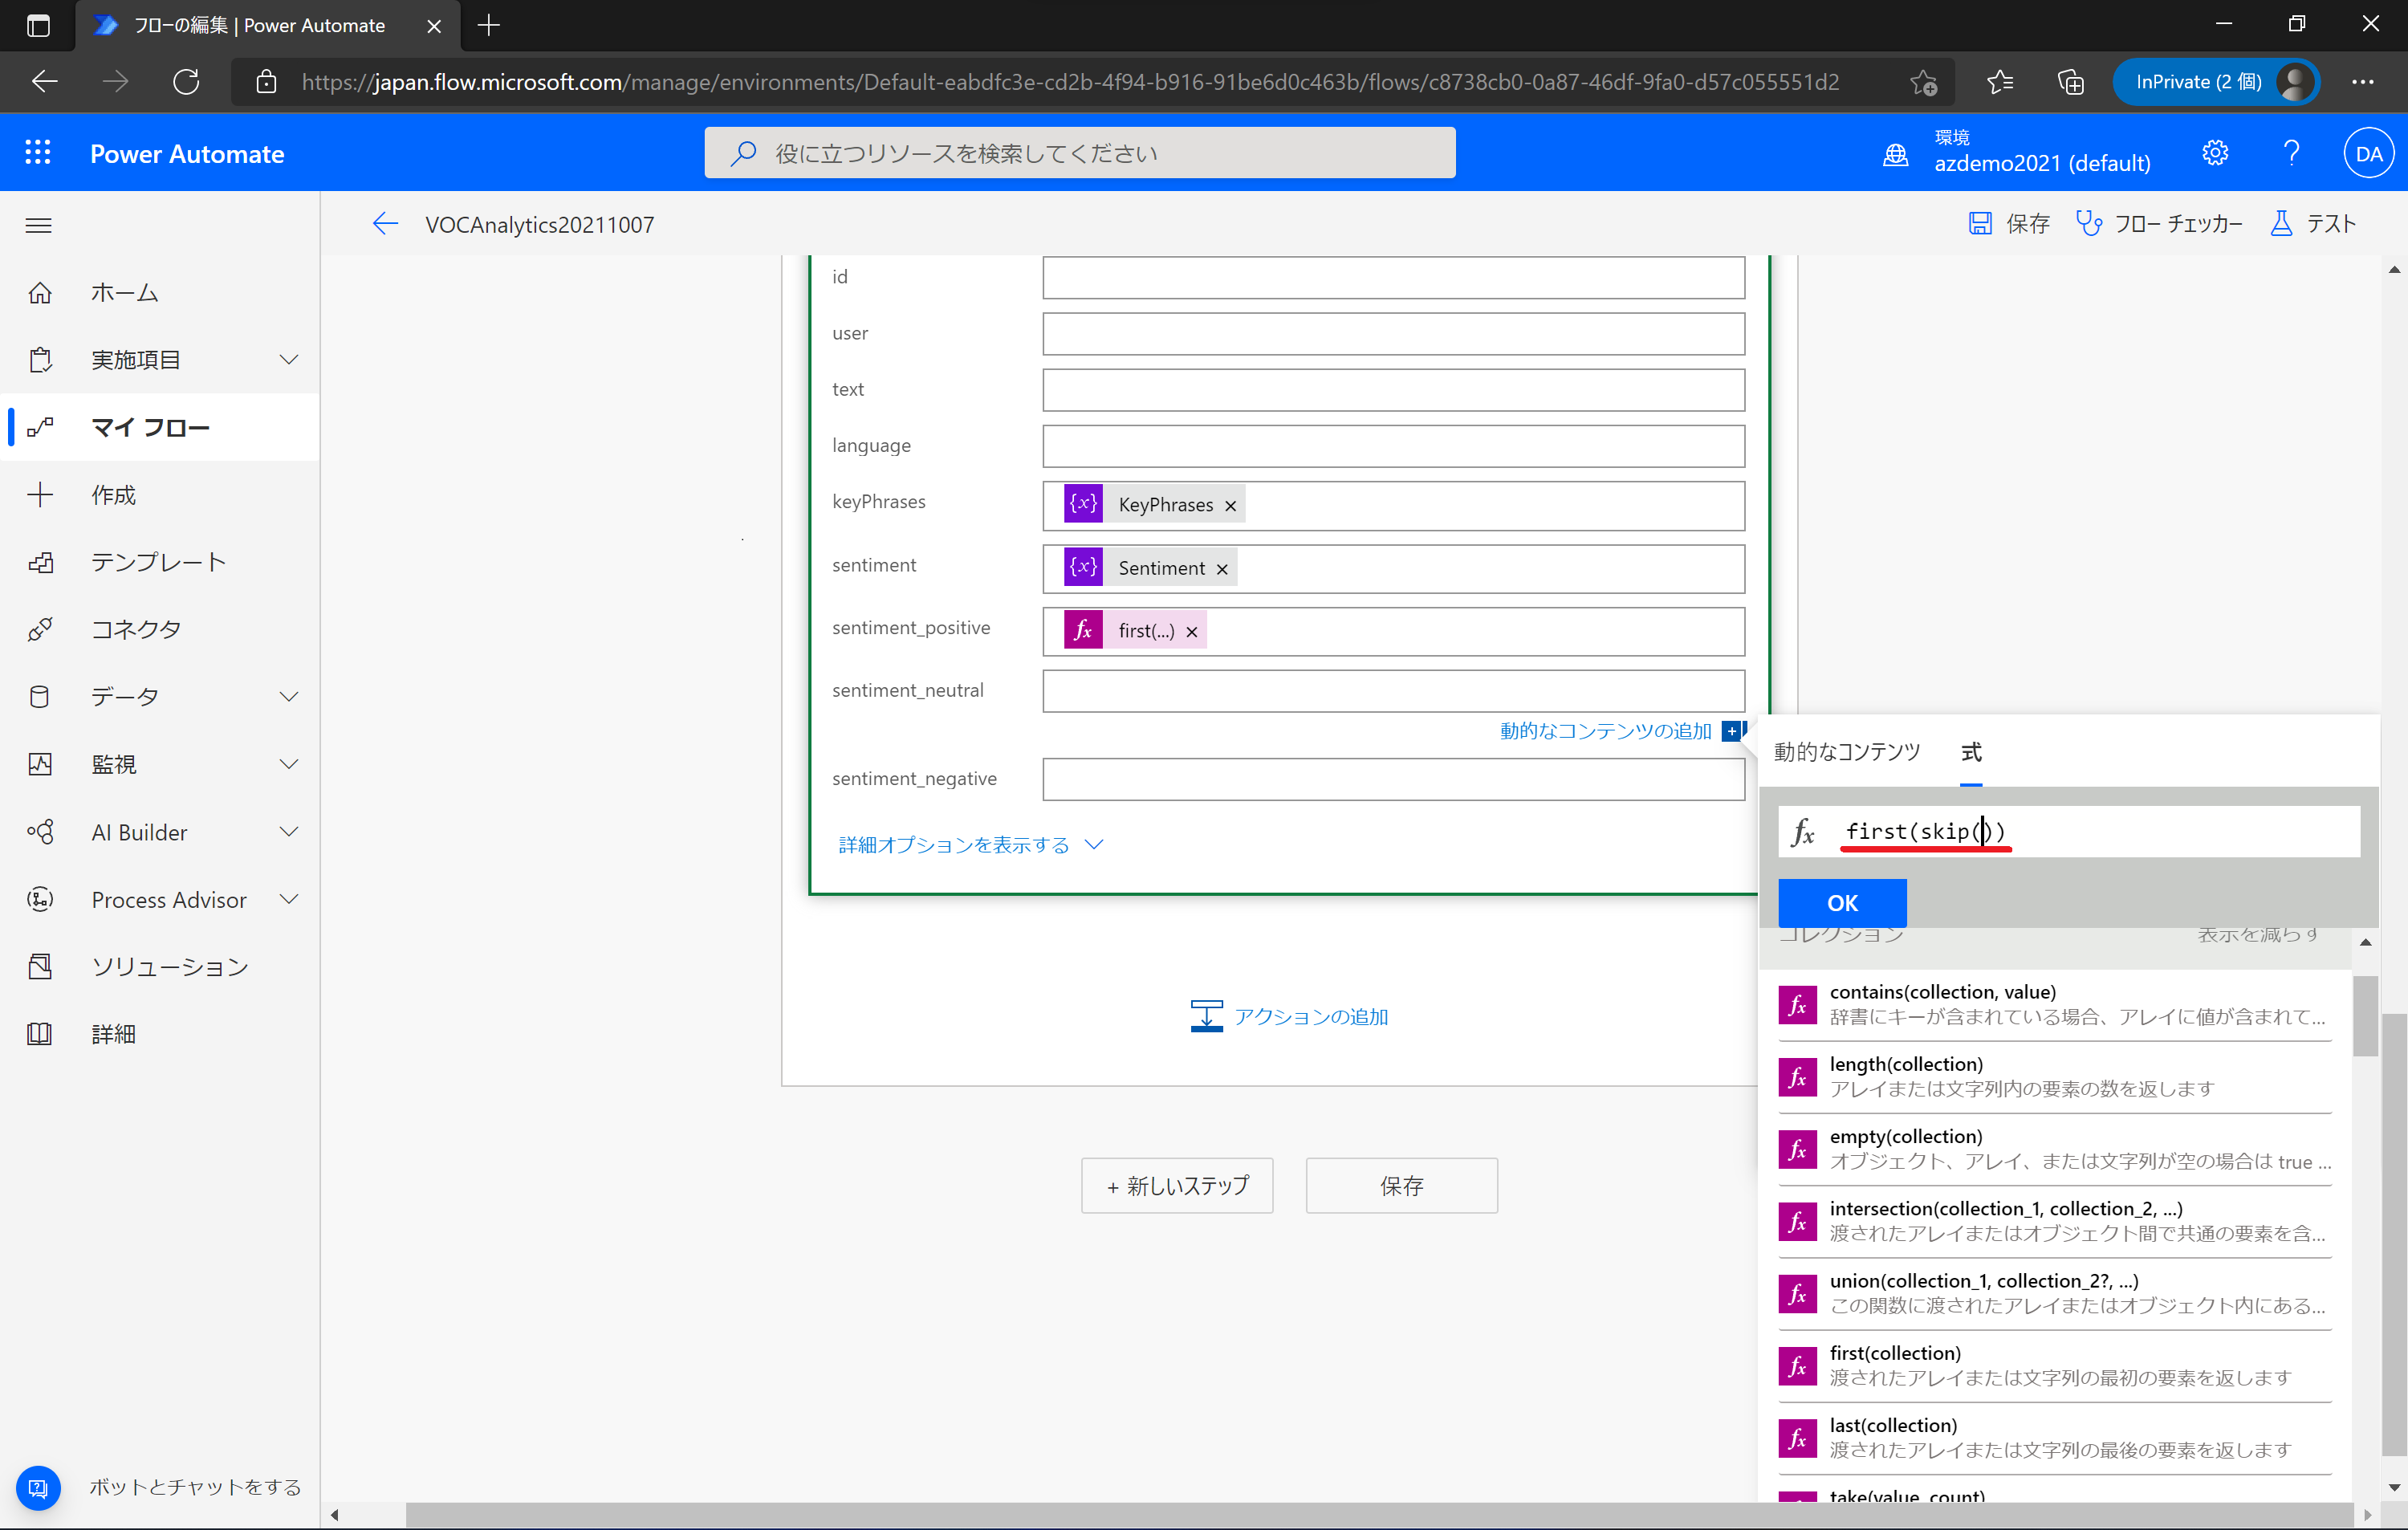 フローの編集 | Power Automate
https://japan.flow.microsoft.com/manage/environments/Default-eabdfc3e-cd2b-4f94-b916-91be6d0c463b/flows/c8738cb0-0a87-46df-9fa0-d57c055551d2
InPrivate (2 個)
Power Automate
役に立つリソースを検索してください
環境
azdemo2021 (default)
DA
VOCAnalytics20211007
保存
フロー チェッカー
テスト
ホーム
実施項目
マイ フロー
作成
テンプレート
コネクタ
データ
監視
AI Builder
Process Advisor
ソリューション
詳細
ボットとチャットをする
id
user
text
language
keyPhrases
{x} KeyPhrases
sentiment
{x} Sentiment
sentiment_positive
fx first(...)
sentiment_neutral
動的なコンテンツの追加
sentiment_negative
詳細オプションを表示する
アクションの追加
+ 新しいステップ
保存
動的なコンテンツ
式
fx first(skip())
OK
コレクション
表示を減らす
fx contains(collection, value)
辞書にキーが含まれている場合、アレイに値が含まれて...
fx length(collection)
アレイまたは文字列内の要素の数を返します
fx empty(collection)
オブジェクト、アレイ、または文字列が空の場合は true ...
fx intersection(collection_1, collection_2, ...)
渡されたアレイまたはオブジェクト間で共通の要素を含...
fx union(collection_1, collection_2?, ...)
この関数に渡されたアレイまたはオブジェクト内にある...
fx first(collection)
渡されたアレイまたは文字列の最初の要素を返します
fx last(collection)
渡されたアレイまたは文字列の最後の要素を返します
take(value, count)